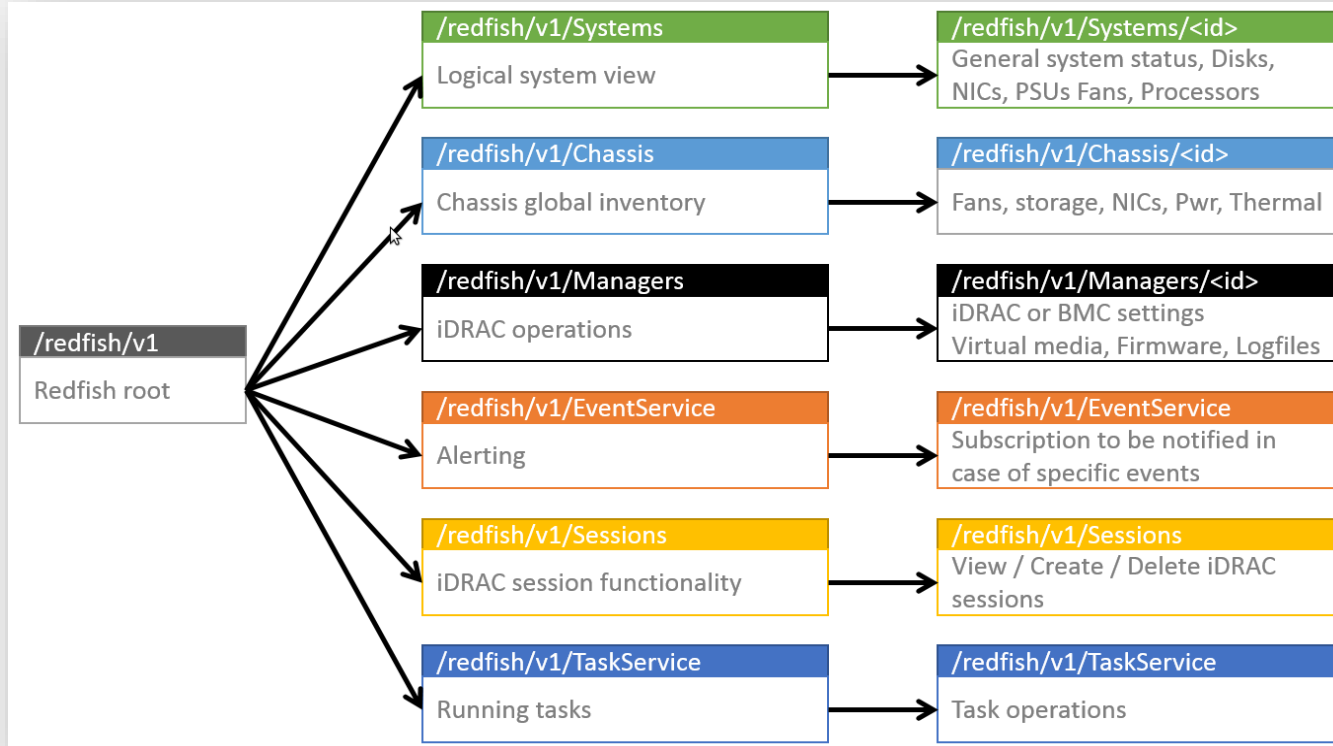 /redfish/v1/Systems
Logical system view
/redfish/v1/Systems/<id>
General system status, Disks,
NICs, PSUs Fans, Processors
/redfish/v1/Chassis
Chassis global inventory
/redfish/v1/Chassis/<id>
Fans, storage, NICs, Pwr, Thermal
/redfish/v1/Managers
iDRAC operations
/redfish/v1/Managers/<id>
iDRAC or BMC settings
Virtual media, Firmware, Logfiles
/redfish/v1
Redfish root
/redfish/v1/EventService
Alerting
/redfish/v1/EventService
Subscription to be notified in
case of specific events
/redfish/v1/Sessions
iDRAC session functionality
/redfish/v1/Sessions
View / Create / Delete iDRAC
sessions
/redfish/v1/TaskService
Running tasks
/redfish/v1/TaskService
Task operations